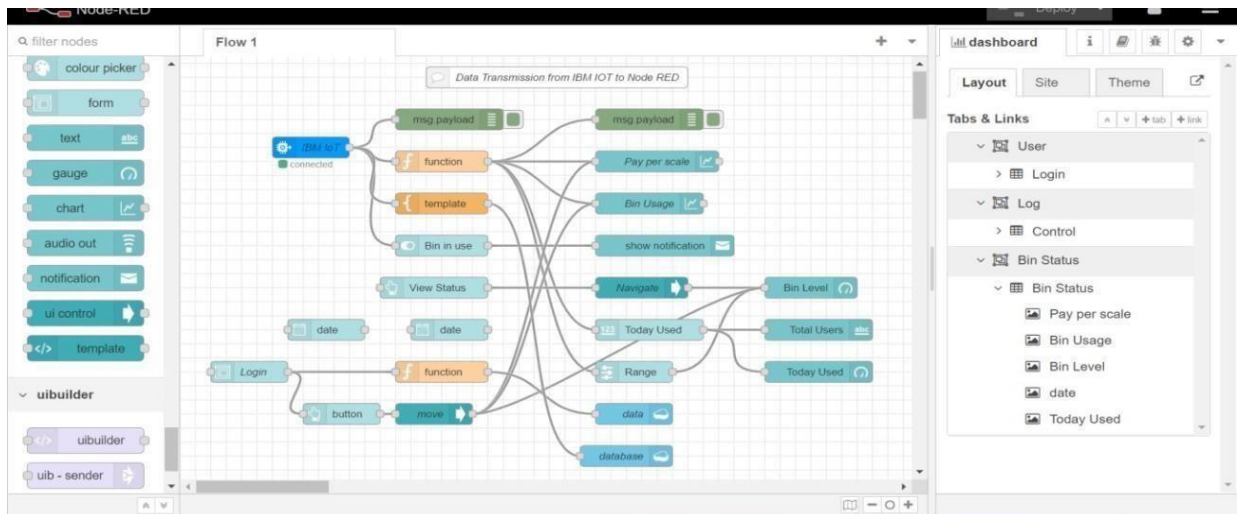 Node-RED
Deploy
filter nodes
colour picker
form
text
abc
gauge
chart
audio out
notification
ui control
</> template
uibuilder
</> uibuilder
uib - sender
Flow 1
Data Transmission from IBM IOT to Node RED
msg.payload
msg.payload
IBM IoT
connected
function
Pay per scale
template
Bin Usage
Bin in use
show notification
View Status
Navigate
Bin Level
date
date
123 Today Used
Total Users abc
Login
function
Range
Today Used
button
move
data
database
dashboard
i
Layout
Site
Theme
Tabs & Links
+ tab
+ link
User
Login
Log
Control
Bin Status
Bin Status
Pay per scale
Bin Usage
Bin Level
date
Today Used